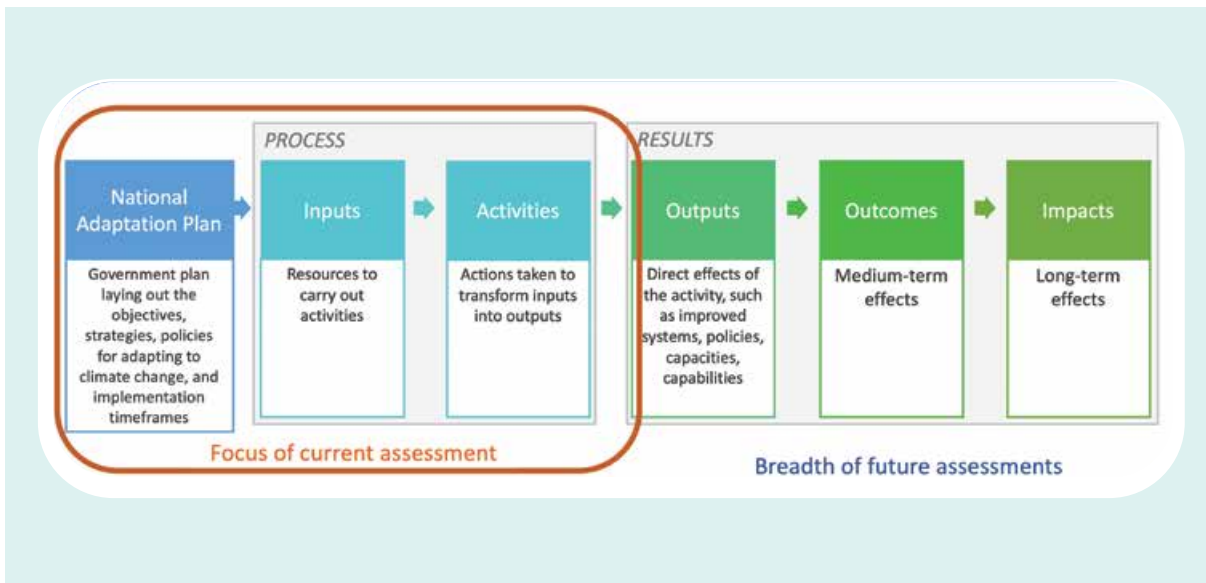 PROCESS
RESULTS
National
Adaptation Plan
Government plan
laying out the
objectives,
strategies, policies
for adapting to
climate change, and
implementation
timeframes
Inputs
Resources to
carry out
activities
Activities
Actions taken to
transform inputs
into outputs
Outputs
Direct effects of
the activity, such
as improved
systems, policies,
capacities,
capabilities
Outcomes
Medium-term
effects
Impacts
Long-term
effects
Focus of current assessment
Breadth of future assessments